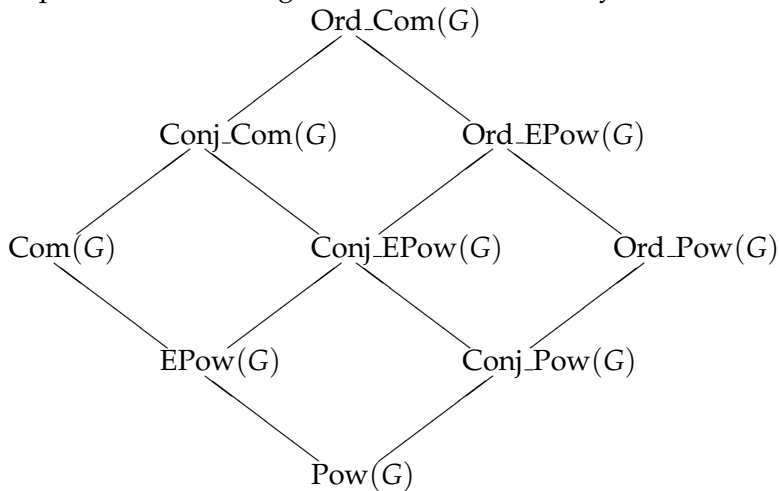 Ord_Com(G)
Conj_Com(G) Ord_EPow(G)
Com(G) Conj_EPow(G) Ord_Pow(G)
EPow(G) Conj_Pow(G)
Pow(G)